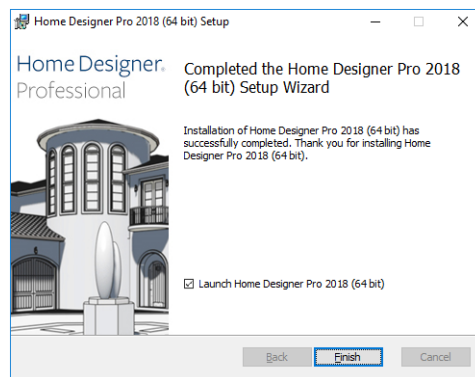 Home Designer Pro 2018 (64 bit) Setup
Home Designer®
Professional
Completed the Home Designer Pro 2018
(64 bit) Setup Wizard
Installation of Home Designer Pro 2018 (64 bit) has
successfully completed. Thank you for installing Home
Designer Pro 2018 (64 bit).
Launch Home Designer Pro 2018 (64 bit)
Back Finish Cancel